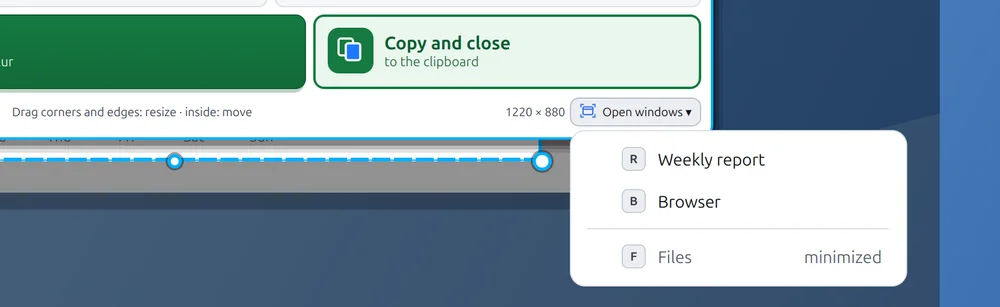 ur
Copy and close
to the clipboard
Drag corners and edges: resize · inside: move
1220 × 880
Open windows ▾
R Weekly report
B Browser
F Files minimized